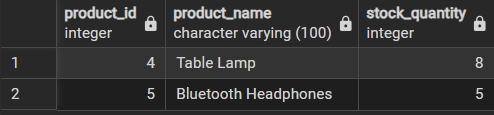 product_id product_name stock_quantity
integer character varying (100) integer
1 4 Table Lamp 8
2 5 Bluetooth Headphones 5